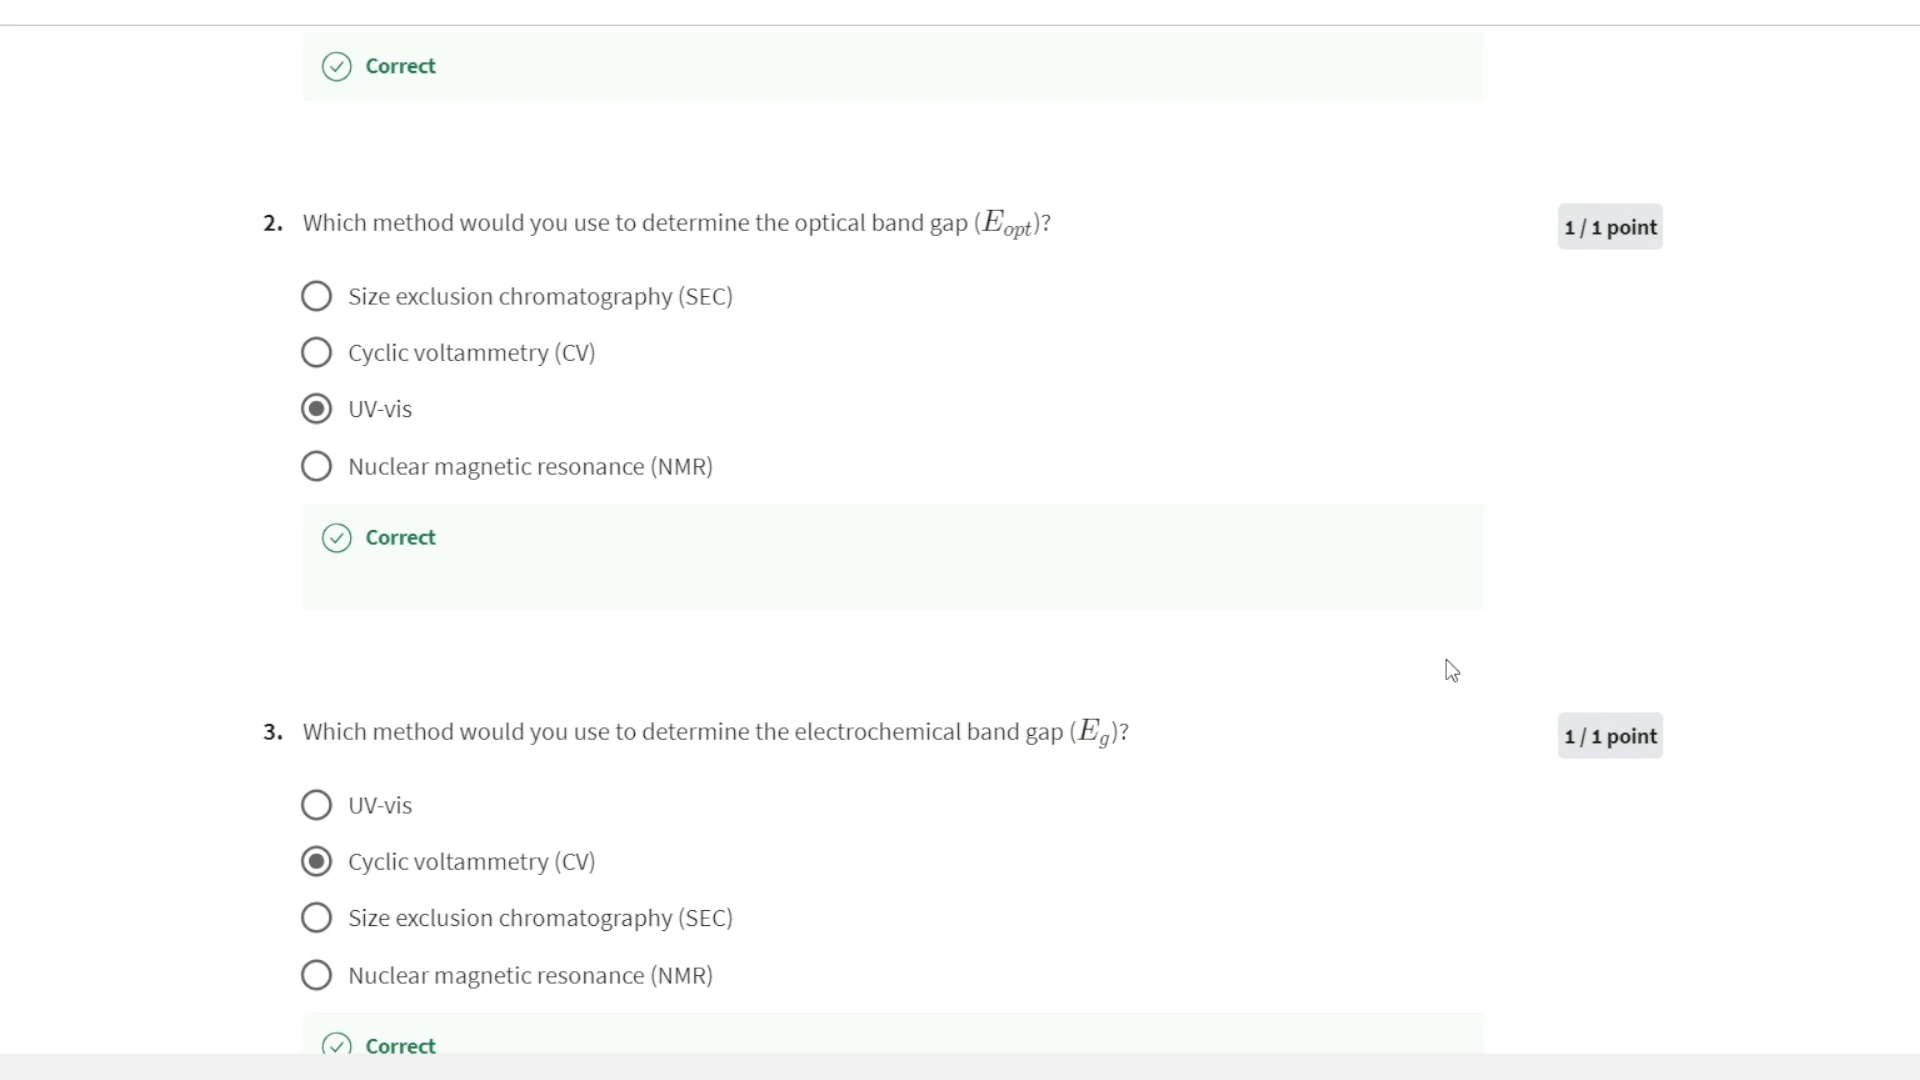 Correct
2. Which method would you use to determine the optical band gap (E_opt)?
1 / 1 point
Size exclusion chromatography (SEC)
Cyclic voltammetry (CV)
UV-vis
Nuclear magnetic resonance (NMR)
Correct
3. Which method would you use to determine the electrochemical band gap (E_g)?
1 / 1 point
UV-vis
Cyclic voltammetry (CV)
Size exclusion chromatography (SEC)
Nuclear magnetic resonance (NMR)
Correct